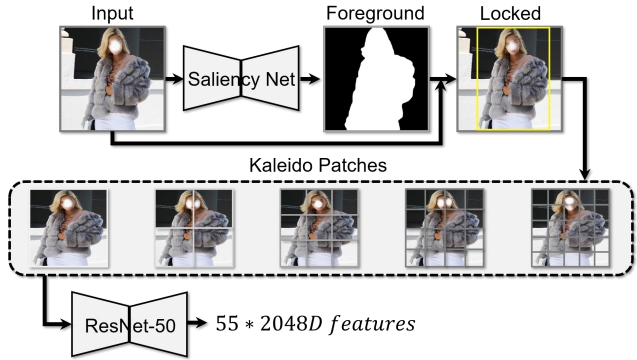 Input
Foreground
Locked
Saliency Net
Kaleido Patches
ResNet-50
55 ∗ 2048D features